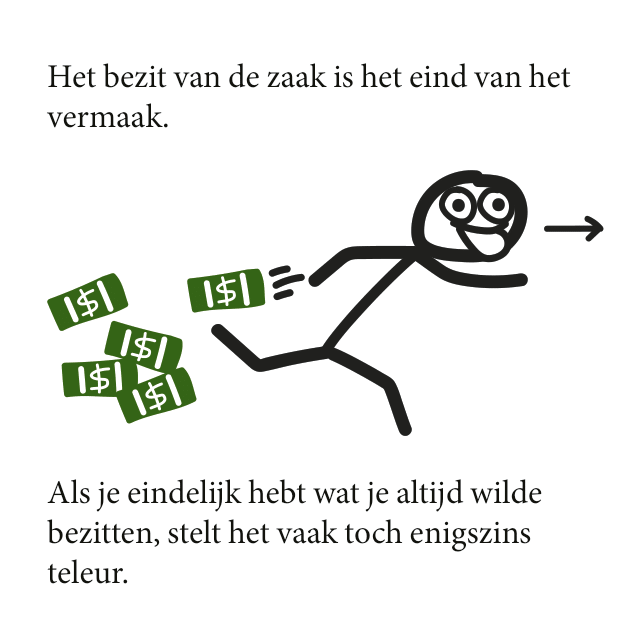 Het bezit van de zaak is het eind van het
vermaak.
|$|
|$|
|$|
|$|
|$|
Als je eindelijk hebt wat je altijd wilde
bezitten, stelt het vaak toch enigszins
teleur.